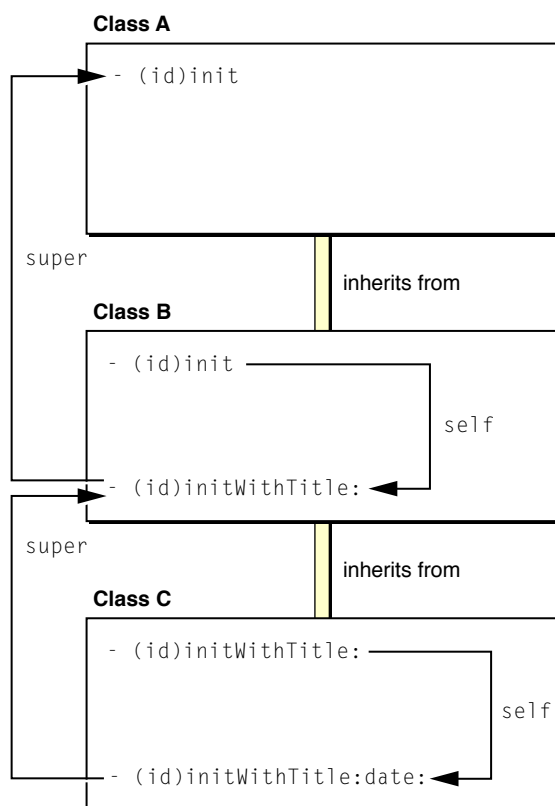 Class A
- (id)init
super
inherits from
Class B
- (id)init
self
- (id)initWithTitle:
super
inherits from
Class C
- (id)initWithTitle:
self
- (id)initWithTitle:date: